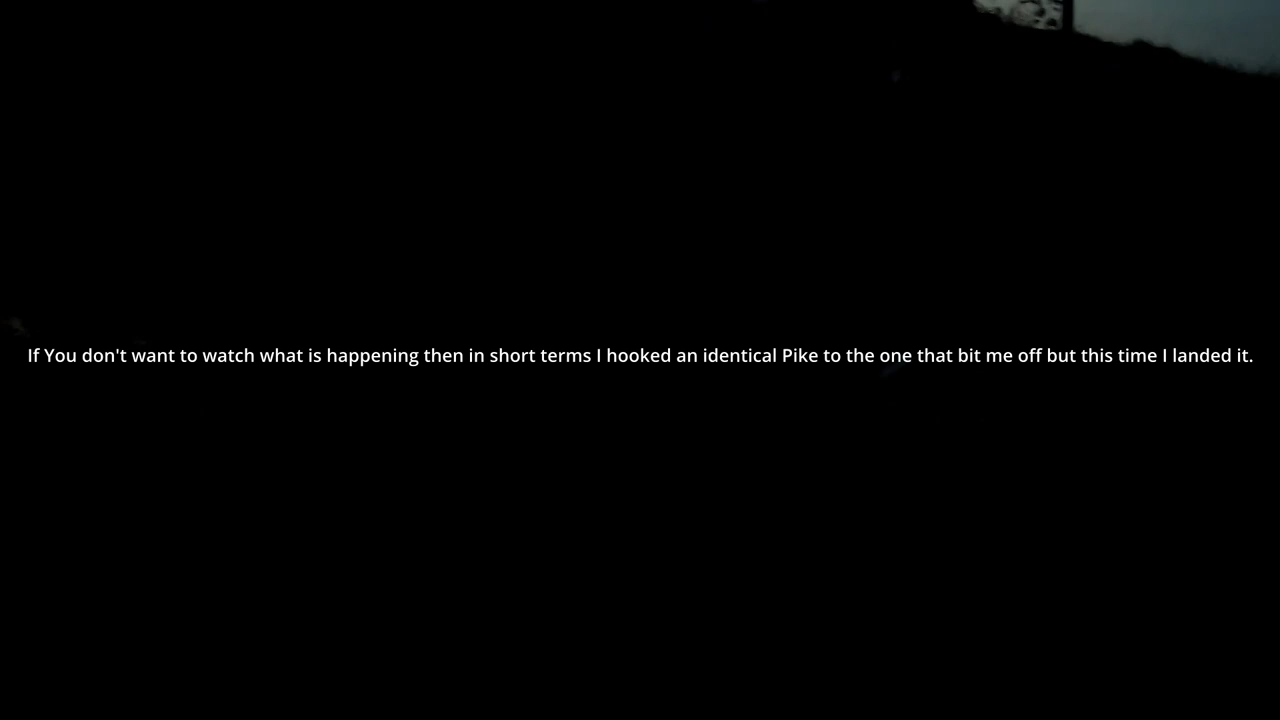 If You don't want to watch what is happening then in short terms I hooked an identical Pike to the one that bit me off but this time I landed it.